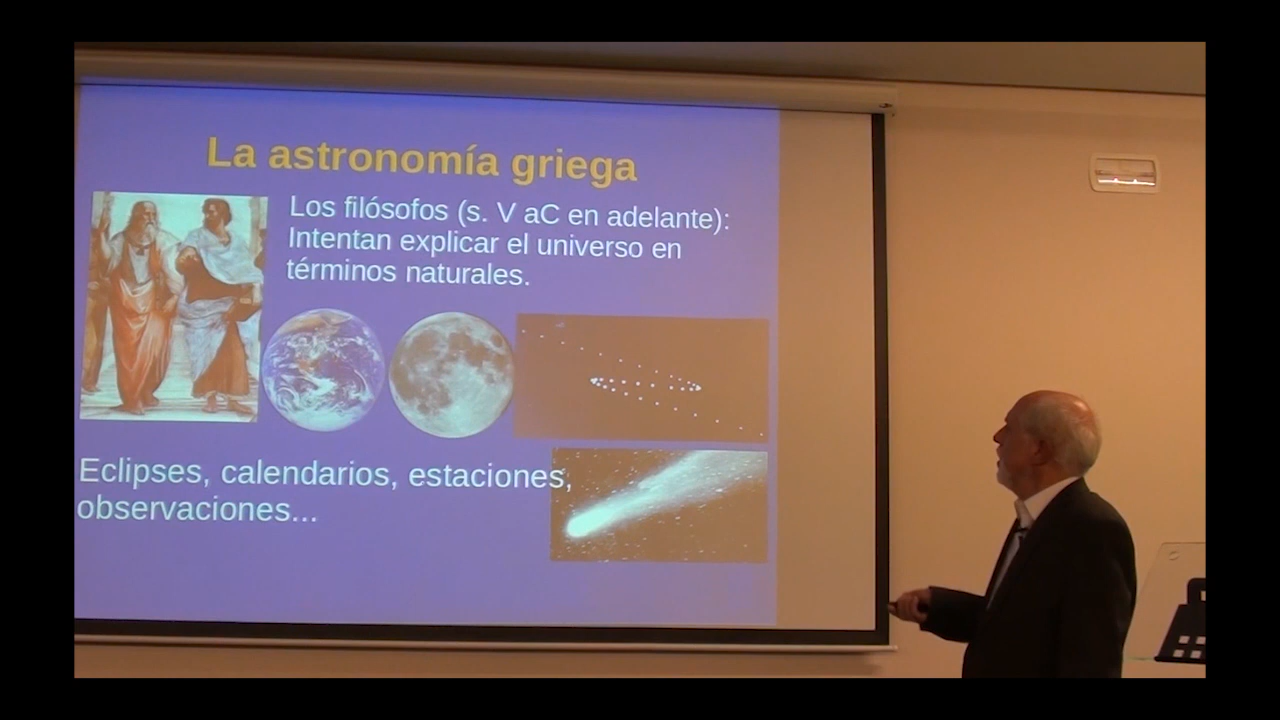 La astronomía griega
Los filósofos (s. V aC en adelante):
Intentan explicar el universo en
términos naturales.
Eclipses, calendarios, estaciones,
observaciones...